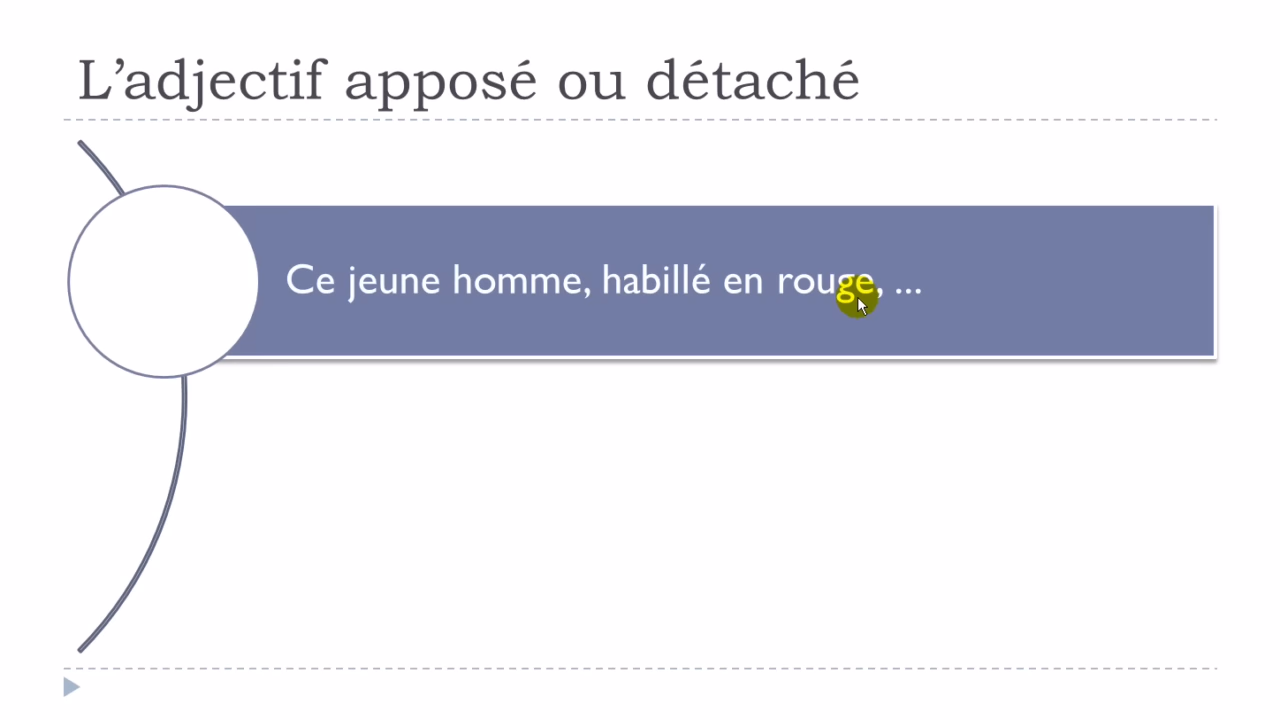 L’adjectif apposé ou détaché
Ce jeune homme, habillé en rouge, ...